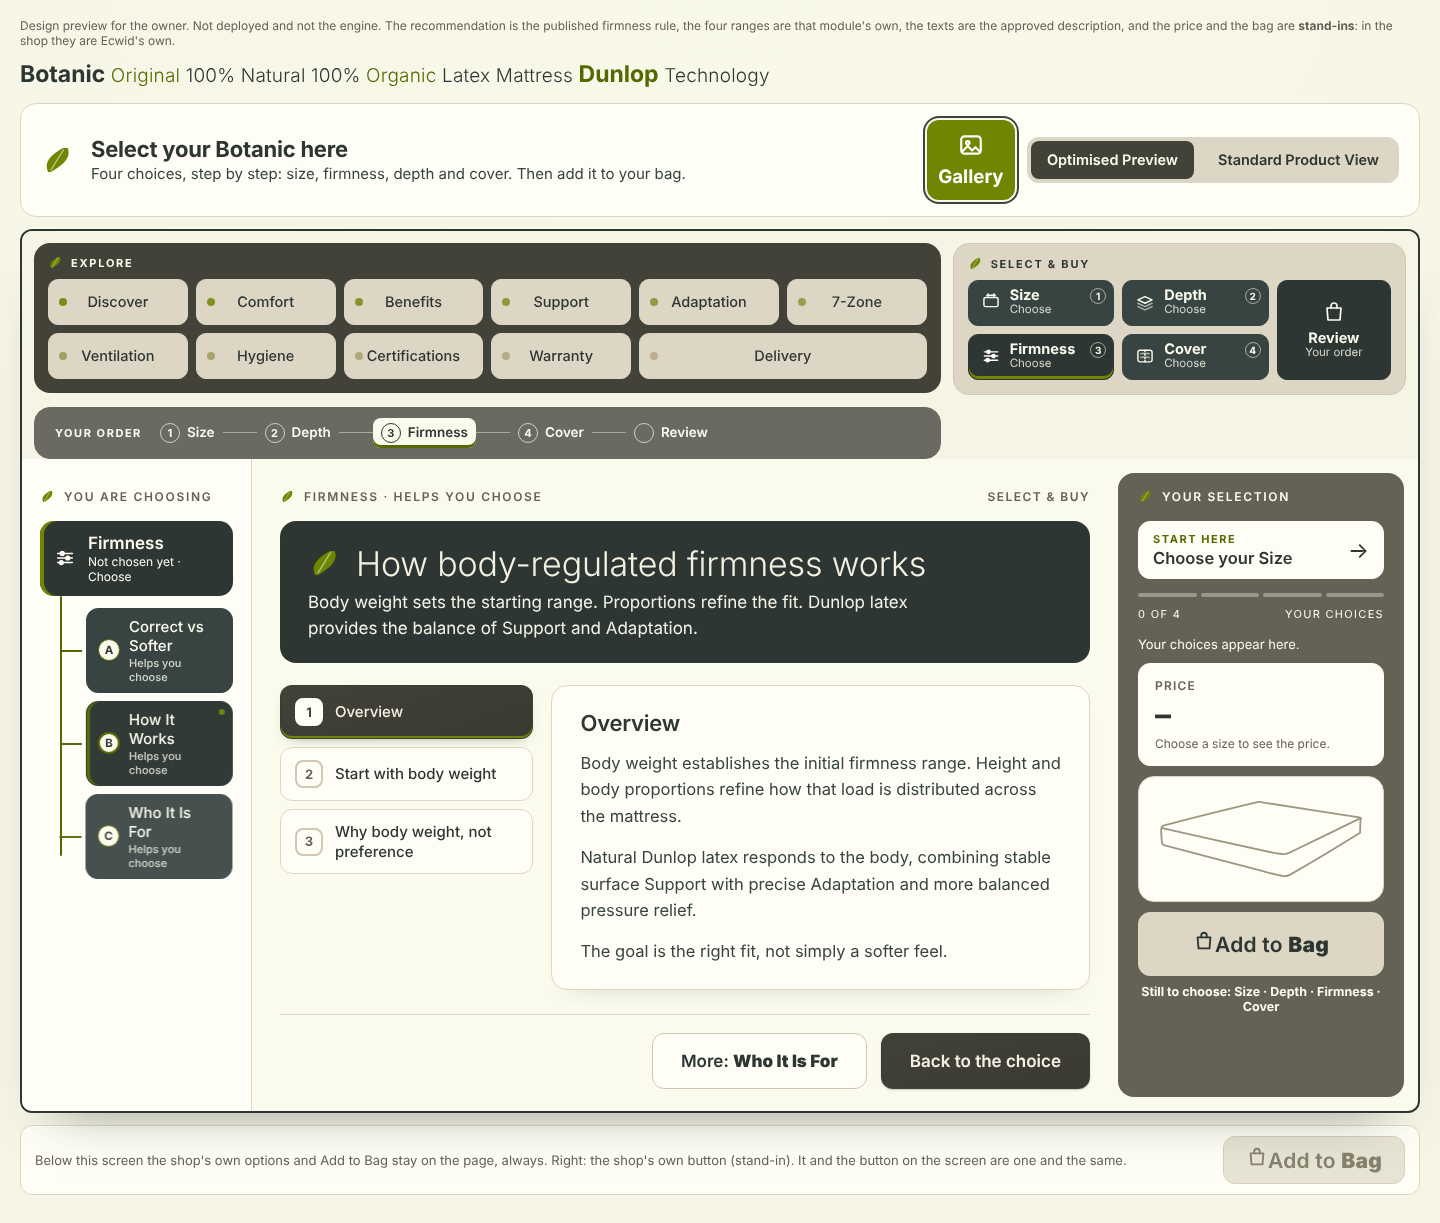 Design preview for the owner. Not deployed and not the engine. The recommendation is the published firmness rule, the four ranges are that module's own, the texts are the approved description, and the price and the bag are stand-ins: in the
shop they are Ecwid's own.
Botanic Original 100% Natural 100% Organic Latex Mattress Dunlop Technology
Select your Botanic here
Four choices, step by step: size, firmness, depth and cover. Then add it to your bag.
Gallery
Optimised Preview
Standard Product View
EXPLORE
Discover
Comfort
Benefits
Support
Adaptation
7-Zone
Ventilation
Hygiene
Certifications
Warranty
Delivery
SELECT & BUY
Size
Choose
1
Depth
Choose
2
Firmness
Choose
3
Cover
Choose
4
Review
Your order
YOUR ORDER
1 Size
2 Depth
3 Firmness
4 Cover
Review
YOU ARE CHOOSING
Firmness
Not chosen yet ·
Choose
A
Correct vs
Softer
Helps you
choose
B
How It
Works
Helps you
choose
C
Who It Is
For
Helps you
choose
FIRMNESS · HELPS YOU CHOOSE
SELECT & BUY
How body-regulated firmness works
Body weight sets the starting range. Proportions refine the fit. Dunlop latex
provides the balance of Support and Adaptation.
1 Overview
2 Start with body weight
3 Why body weight, not
preference
Overview
Body weight establishes the initial firmness range. Height and
body proportions refine how that load is distributed across
the mattress.
Natural Dunlop latex responds to the body, combining stable
surface Support with precise Adaptation and more balanced
pressure relief.
The goal is the right fit, not simply a softer feel.
More: Who It Is For
Back to the choice
YOUR SELECTION
START HERE
Choose your Size
0 OF 4
YOUR CHOICES
Your choices appear here.
PRICE
–
Choose a size to see the price.
Add to Bag
Still to choose: Size · Depth · Firmness ·
Cover
Below this screen the shop's own options and Add to Bag stay on the page, always. Right: the shop's own button (stand-in). It and the button on the screen are one and the same.
Add to Bag